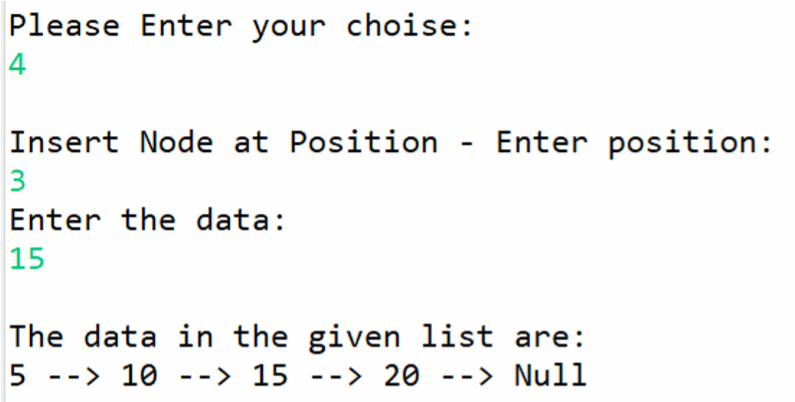 Please Enter your choise:
4
Insert Node at Position - Enter position:
3
Enter the data:
15
The data in the given list are:
5 --> 10 --> 15 --> 20 --> Null